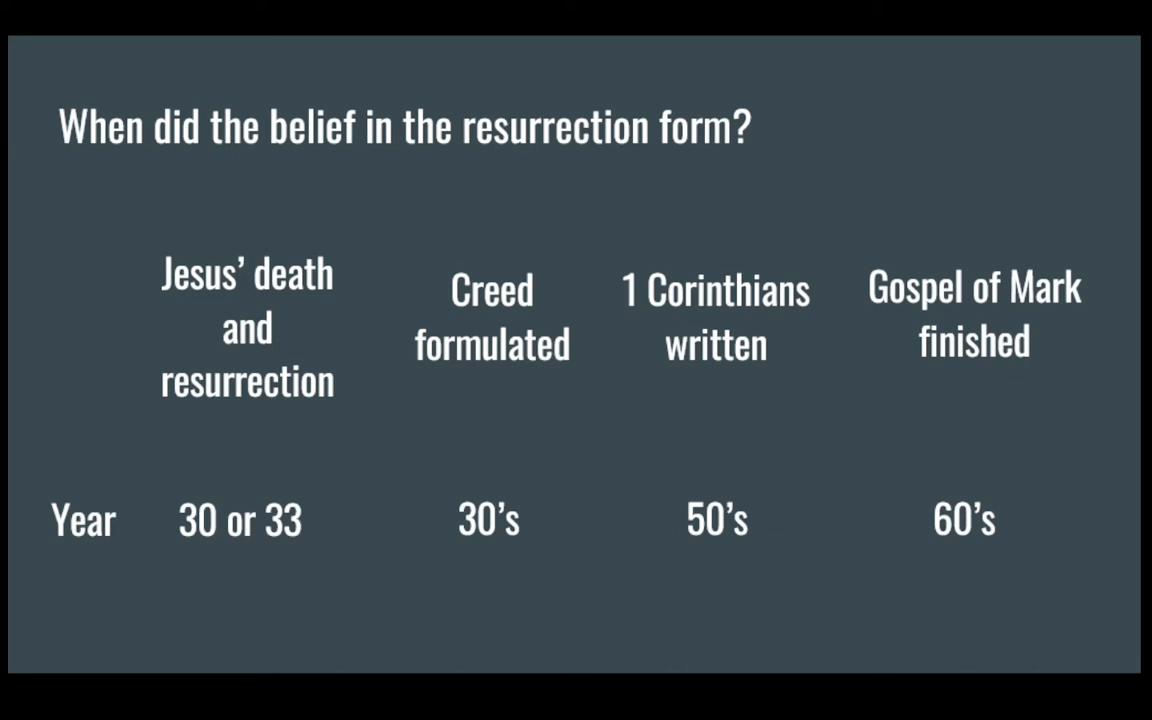 When did the belief in the resurrection form?
Jesus’ death
and
resurrection
Creed
formulated
1 Corinthians
written
Gospel of Mark
finished
Year 30 or 33 30’s 50’s 60’s